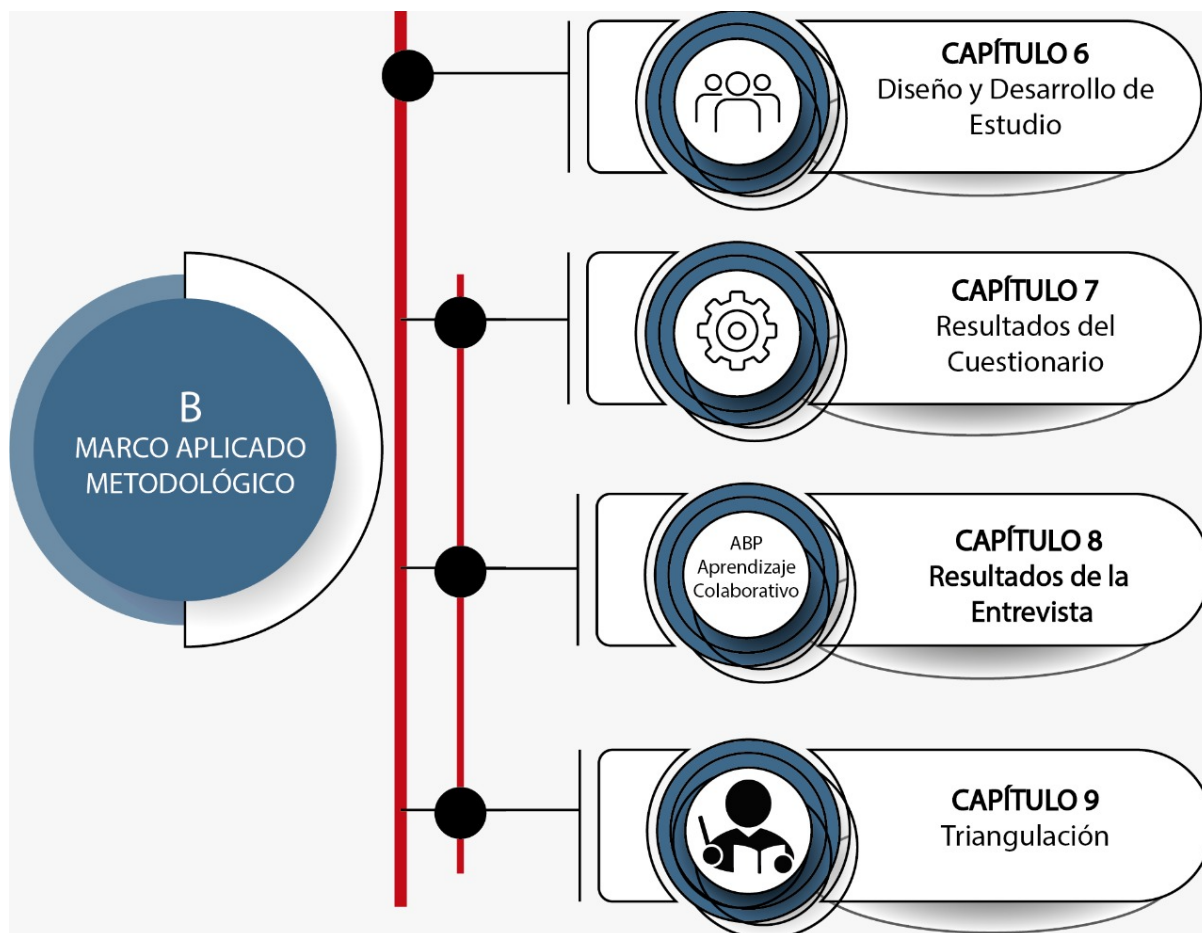 CAPÍTULO 6
Diseño y Desarrollo de
Estudio
B
MARCO APLICADO
METODOLÓGICO
CAPÍTULO 7
Resultados del
Cuestionario
ABP
Aprendizaje
Colaborativo
CAPÍTULO 8
Resultados de la
Entrevista
CAPÍTULO 9
Triangulación